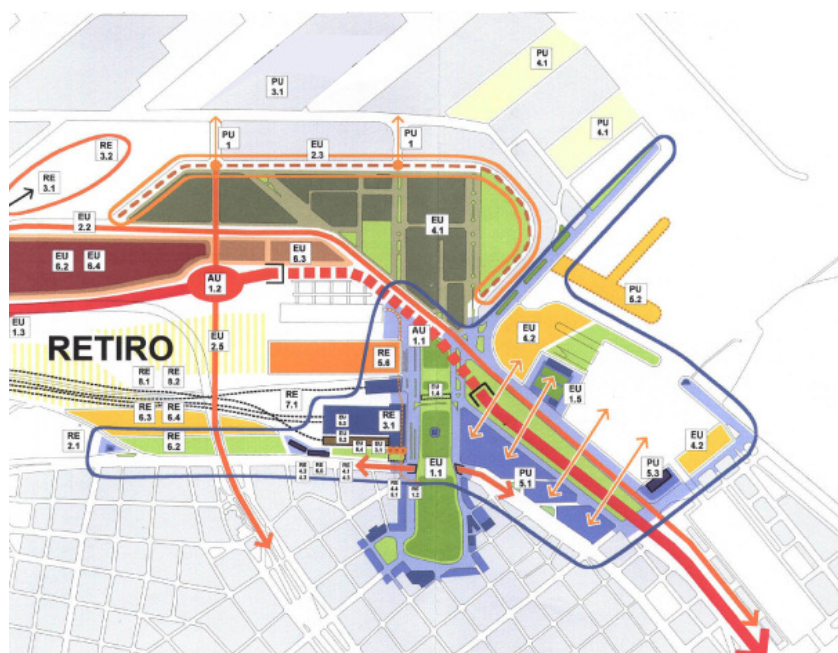 PU
4.1
PU
3.1
PU
4.1
PU
1
PU
1
EU
2.3
RE
3.2
RE
3.1
EU
2.2
EU
4.1
EU
6.3
EU
6.2
EU
6.4
AU
1.2
PU
5.2
EU
1.3
EU
2.5
AU
1.1
EU
4.2
RETIRO
RE
5.6
RE
8.1
RE
8.2
EU
1.5
RE
7.1
RE
6.3
RE
6.4
RE
3.1
RE
2.1
RE
6.2
EU
4.2
EU
1.1
PU
5.1
PU
5.3